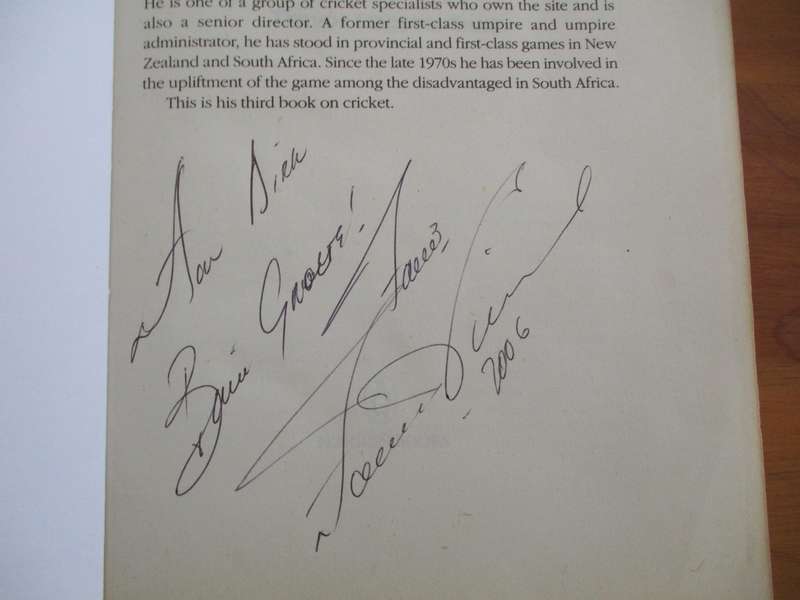 He is one of a group of cricket specialists who own the site and is
also a senior director. A former first-class umpire and umpire
administrator, he has stood in provincial and first-class games in New
Zealand and South Africa. Since the late 1970s he has been involved in
the upliftment of the game among the disadvantaged in South Africa.
This is his third book on cricket.
Aan Dirk
Baie Groete!
Fanie
2006